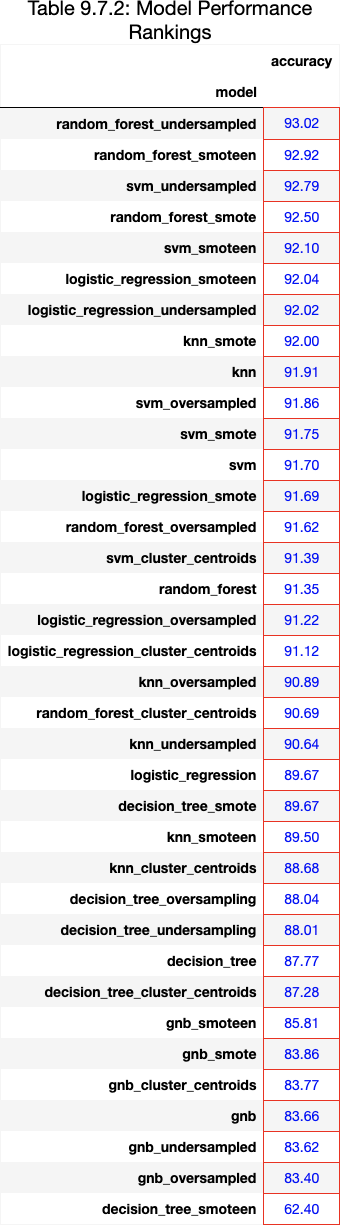 Table 9.7.2: Model Performance
Rankings
accuracy
model
random_forest_undersampled 93.02
random_forest_smoteen 92.92
svm_undersampled 92.79
random_forest_smote 92.50
svm_smoteen 92.10
logistic_regression_smoteen 92.04
logistic_regression_undersampled 92.02
knn_smote 92.00
knn 91.91
svm_oversampled 91.86
svm_smote 91.75
svm 91.70
logistic_regression_smote 91.69
random_forest_oversampled 91.62
svm_cluster_centroids 91.39
random_forest 91.35
logistic_regression_oversampled 91.22
logistic_regression_cluster_centroids 91.12
knn_oversampled 90.89
random_forest_cluster_centroids 90.69
knn_undersampled 90.64
logistic_regression 89.67
decision_tree_smote 89.67
knn_smoteen 89.50
knn_cluster_centroids 88.68
decision_tree_oversampling 88.04
decision_tree_undersampling 88.01
decision_tree 87.77
decision_tree_cluster_centroids 87.28
gnb_smoteen 85.81
gnb_smote 83.86
gnb_cluster_centroids 83.77
gnb 83.66
gnb_undersampled 83.62
gnb_oversampled 83.40
decision_tree_smoteen 62.40